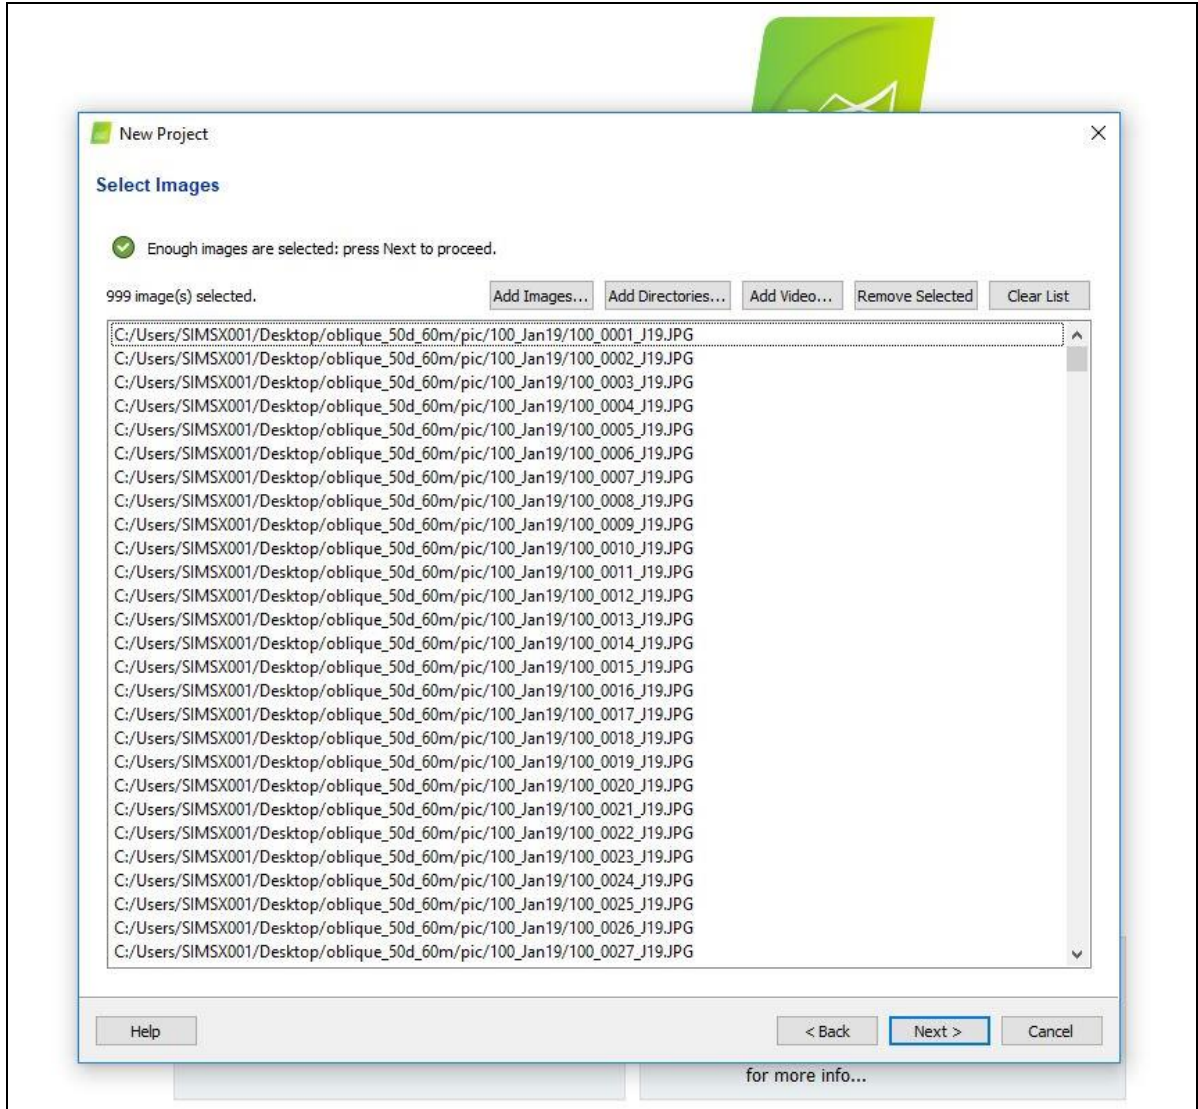 New Project
Select Images
Enough images are selected: press Next to proceed.
999 image(s) selected. Add Images... Add Directories... Add Video... Remove Selected Clear List
C:/Users/SIMSX001/Desktop/oblique_50d_60m/pic/100_Jan19/100_0001_J19.JPG
C:/Users/SIMSX001/Desktop/oblique_50d_60m/pic/100_Jan19/100_0002_J19.JPG
C:/Users/SIMSX001/Desktop/oblique_50d_60m/pic/100_Jan19/100_0003_J19.JPG
C:/Users/SIMSX001/Desktop/oblique_50d_60m/pic/100_Jan19/100_0004_J19.JPG
C:/Users/SIMSX001/Desktop/oblique_50d_60m/pic/100_Jan19/100_0005_J19.JPG
C:/Users/SIMSX001/Desktop/oblique_50d_60m/pic/100_Jan19/100_0006_J19.JPG
C:/Users/SIMSX001/Desktop/oblique_50d_60m/pic/100_Jan19/100_0007_J19.JPG
C:/Users/SIMSX001/Desktop/oblique_50d_60m/pic/100_Jan19/100_0008_J19.JPG
C:/Users/SIMSX001/Desktop/oblique_50d_60m/pic/100_Jan19/100_0009_J19.JPG
C:/Users/SIMSX001/Desktop/oblique_50d_60m/pic/100_Jan19/100_0010_J19.JPG
C:/Users/SIMSX001/Desktop/oblique_50d_60m/pic/100_Jan19/100_0011_J19.JPG
C:/Users/SIMSX001/Desktop/oblique_50d_60m/pic/100_Jan19/100_0012_J19.JPG
C:/Users/SIMSX001/Desktop/oblique_50d_60m/pic/100_Jan19/100_0013_J19.JPG
C:/Users/SIMSX001/Desktop/oblique_50d_60m/pic/100_Jan19/100_0014_J19.JPG
C:/Users/SIMSX001/Desktop/oblique_50d_60m/pic/100_Jan19/100_0015_J19.JPG
C:/Users/SIMSX001/Desktop/oblique_50d_60m/pic/100_Jan19/100_0016_J19.JPG
C:/Users/SIMSX001/Desktop/oblique_50d_60m/pic/100_Jan19/100_0017_J19.JPG
C:/Users/SIMSX001/Desktop/oblique_50d_60m/pic/100_Jan19/100_0018_J19.JPG
C:/Users/SIMSX001/Desktop/oblique_50d_60m/pic/100_Jan19/100_0019_J19.JPG
C:/Users/SIMSX001/Desktop/oblique_50d_60m/pic/100_Jan19/100_0020_J19.JPG
C:/Users/SIMSX001/Desktop/oblique_50d_60m/pic/100_Jan19/100_0021_J19.JPG
C:/Users/SIMSX001/Desktop/oblique_50d_60m/pic/100_Jan19/100_0022_J19.JPG
C:/Users/SIMSX001/Desktop/oblique_50d_60m/pic/100_Jan19/100_0023_J19.JPG
C:/Users/SIMSX001/Desktop/oblique_50d_60m/pic/100_Jan19/100_0024_J19.JPG
C:/Users/SIMSX001/Desktop/oblique_50d_60m/pic/100_Jan19/100_0025_J19.JPG
C:/Users/SIMSX001/Desktop/oblique_50d_60m/pic/100_Jan19/100_0026_J19.JPG
C:/Users/SIMSX001/Desktop/oblique_50d_60m/pic/100_Jan19/100_0027_J19.JPG
Help < Back Next > Cancel
for more info...